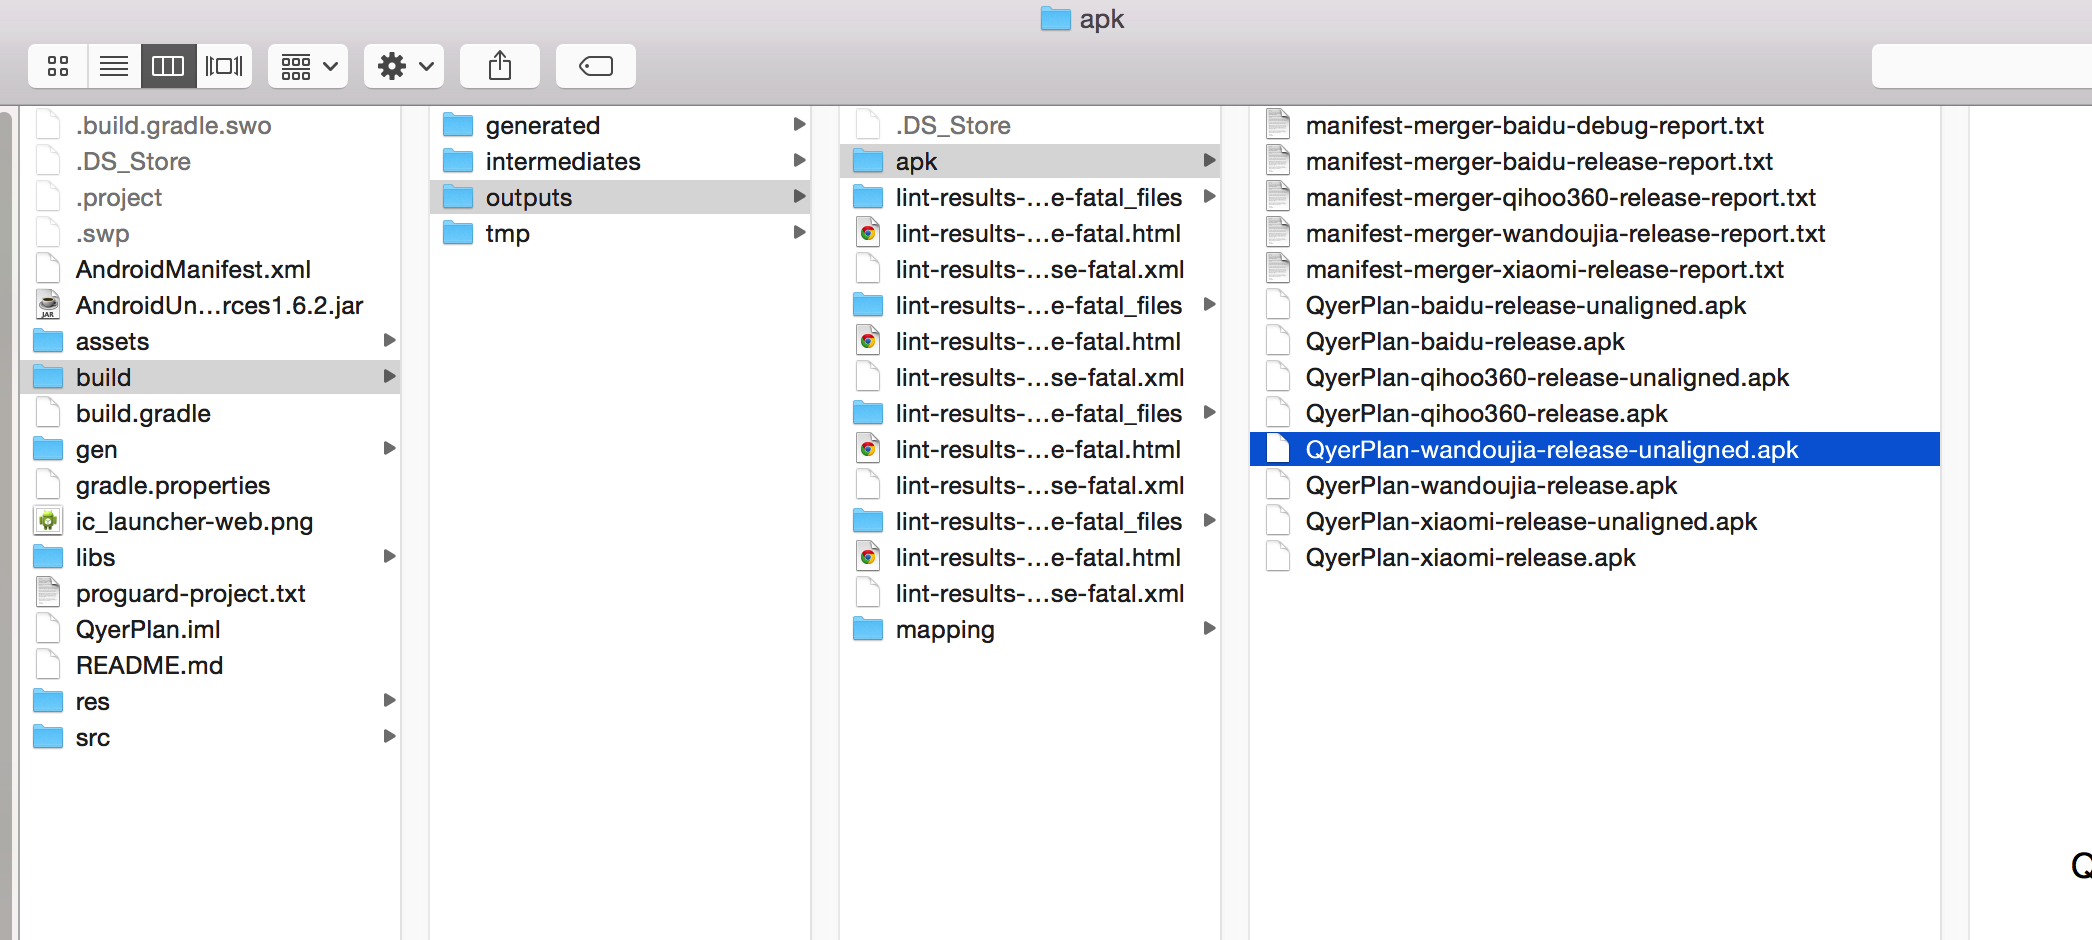 apk
.build.gradle.swo
.DS_Store
.project
.swp
AndroidManifest.xml
AndroidUn...rces1.6.2.jar
assets
build
build.gradle
gen
gradle.properties
ic_launcher-web.png
libs
proguard-project.txt
QyerPlan.iml
README.md
res
src
generated
intermediates
outputs
tmp
.DS_Store
apk
lint-results-...e-fatal_files
lint-results-...e-fatal.html
lint-results-...se-fatal.xml
lint-results-...e-fatal_files
lint-results-...e-fatal.html
lint-results-...se-fatal.xml
lint-results-...e-fatal_files
lint-results-...e-fatal.html
lint-results-...se-fatal.xml
lint-results-...e-fatal_files
lint-results-...e-fatal.html
lint-results-...se-fatal.xml
mapping
manifest-merger-baidu-debug-report.txt
manifest-merger-baidu-release-report.txt
manifest-merger-qihoo360-release-report.txt
manifest-merger-wandoujia-release-report.txt
manifest-merger-xiaomi-release-report.txt
QyerPlan-baidu-release-unaligned.apk
QyerPlan-baidu-release.apk
QyerPlan-qihoo360-release-unaligned.apk
QyerPlan-qihoo360-release.apk
QyerPlan-wandoujia-release-unaligned.apk
QyerPlan-wandoujia-release.apk
QyerPlan-xiaomi-release-unaligned.apk
QyerPlan-xiaomi-release.apk